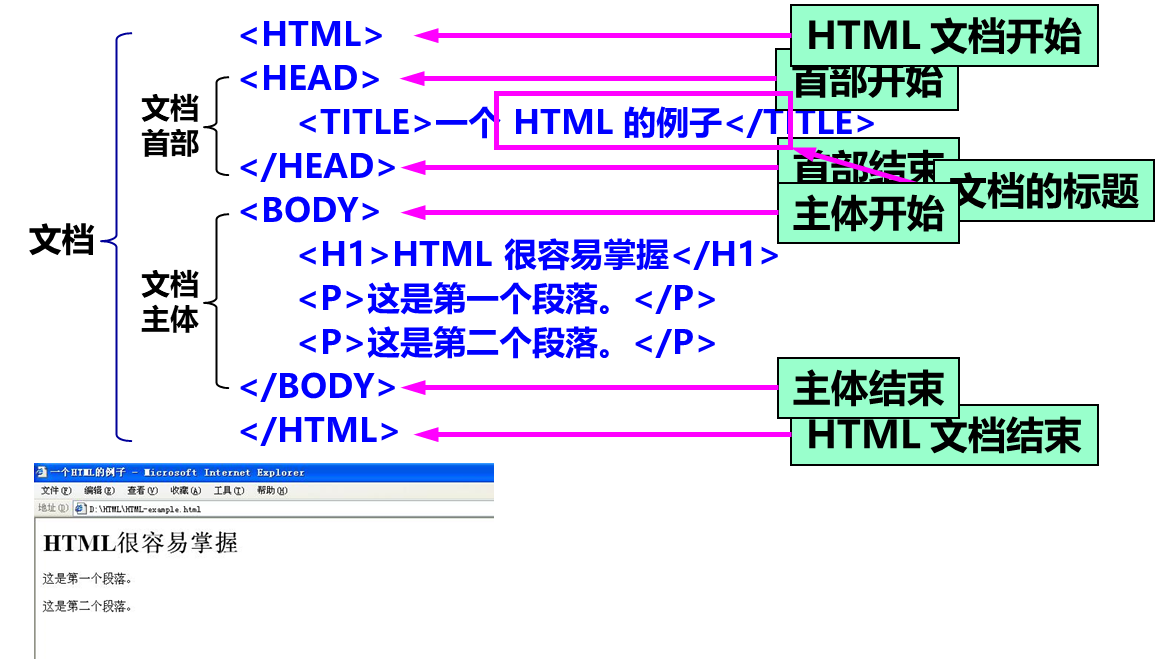 <HTML>
HTML 文档开始
<HEAD>
首部开始
文档
首部
<TITLE>一个 HTML 的例子</TITLE>
</HEAD>
首部结束
文档的标题
<BODY>
主体开始
文档
<H1>HTML 很容易掌握</H1>
文档
主体
<P>这是第一个段落。</P>
<P>这是第二个段落。</P>
</BODY>
主体结束
</HTML>
HTML 文档结束
一个HTML的例子 - Microsoft Internet Explorer
文件(F) 编辑(E) 查看(V) 收藏(A) 工具(T) 帮助(H)
地址(D) D:\HTML\HTML-example.html
HTML很容易掌握
这是第一个段落。
这是第二个段落。